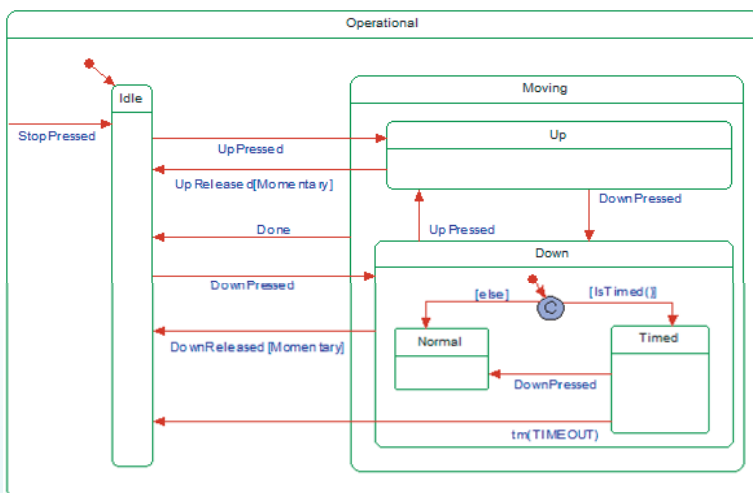 Operational
Moving
Idle
StopPressed
Up
UpPressed
UpReleased[Momentary]
DownPressed
Done
UpPressed
Down
DownPressed
[else]
[IsTimed()]
C
DownReleased[Momentary]
Normal
Timed
DownPressed
tm(TIMEOUT)